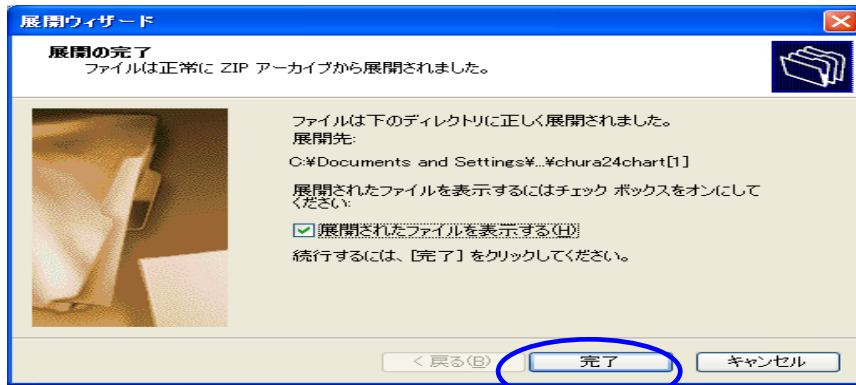 展開ウィザード
展開の完了
ファイルは正常に ZIP アーカイブから展開されました。
ファイルは下のディレクトリに正しく展開されました。
展開先:
C:¥Documents and Settings¥...¥chura24chart[1]
展開されたファイルを表示するにはチェック ボックスをオンにして
ください:
展開されたファイルを表示する(H)
続行するには、[完了] をクリックしてください。
< 戻る(B)
完了
キャンセル